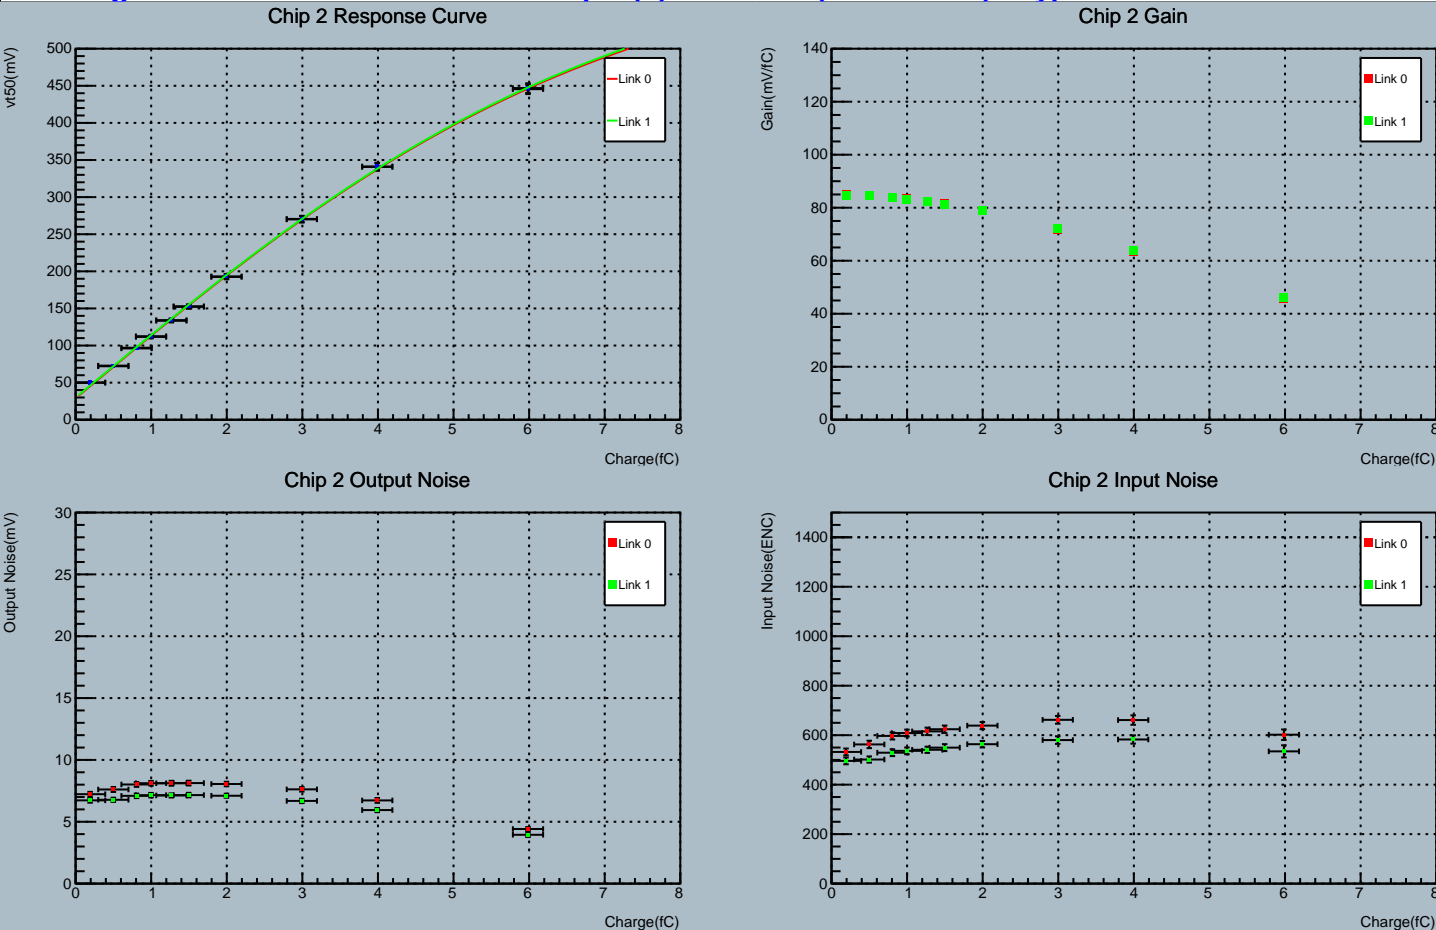 Chip 2 Response Curve
vt50(mV)
500
450
400
350
300
250
200
150
100
50
0
0 1 2 3 4 5 6 7 8
Charge(fC)
Link 0
Link 1
Chip 2 Gain
Gain(mV/fC)
140
120
100
80
60
40
20
0
0 1 2 3 4 5 6 7 8
Charge(fC)
Link 0
Link 1
Chip 2 Output Noise
Output Noise(mV)
30
25
20
15
10
5
0
0 1 2 3 4 5 6 7 8
Charge(fC)
Link 0
Link 1
Chip 2 Input Noise
Input Noise(ENC)
1400
1200
1000
800
600
400
200
0
0 1 2 3 4 5 6 7 8
Charge(fC)
Link 0
Link 1